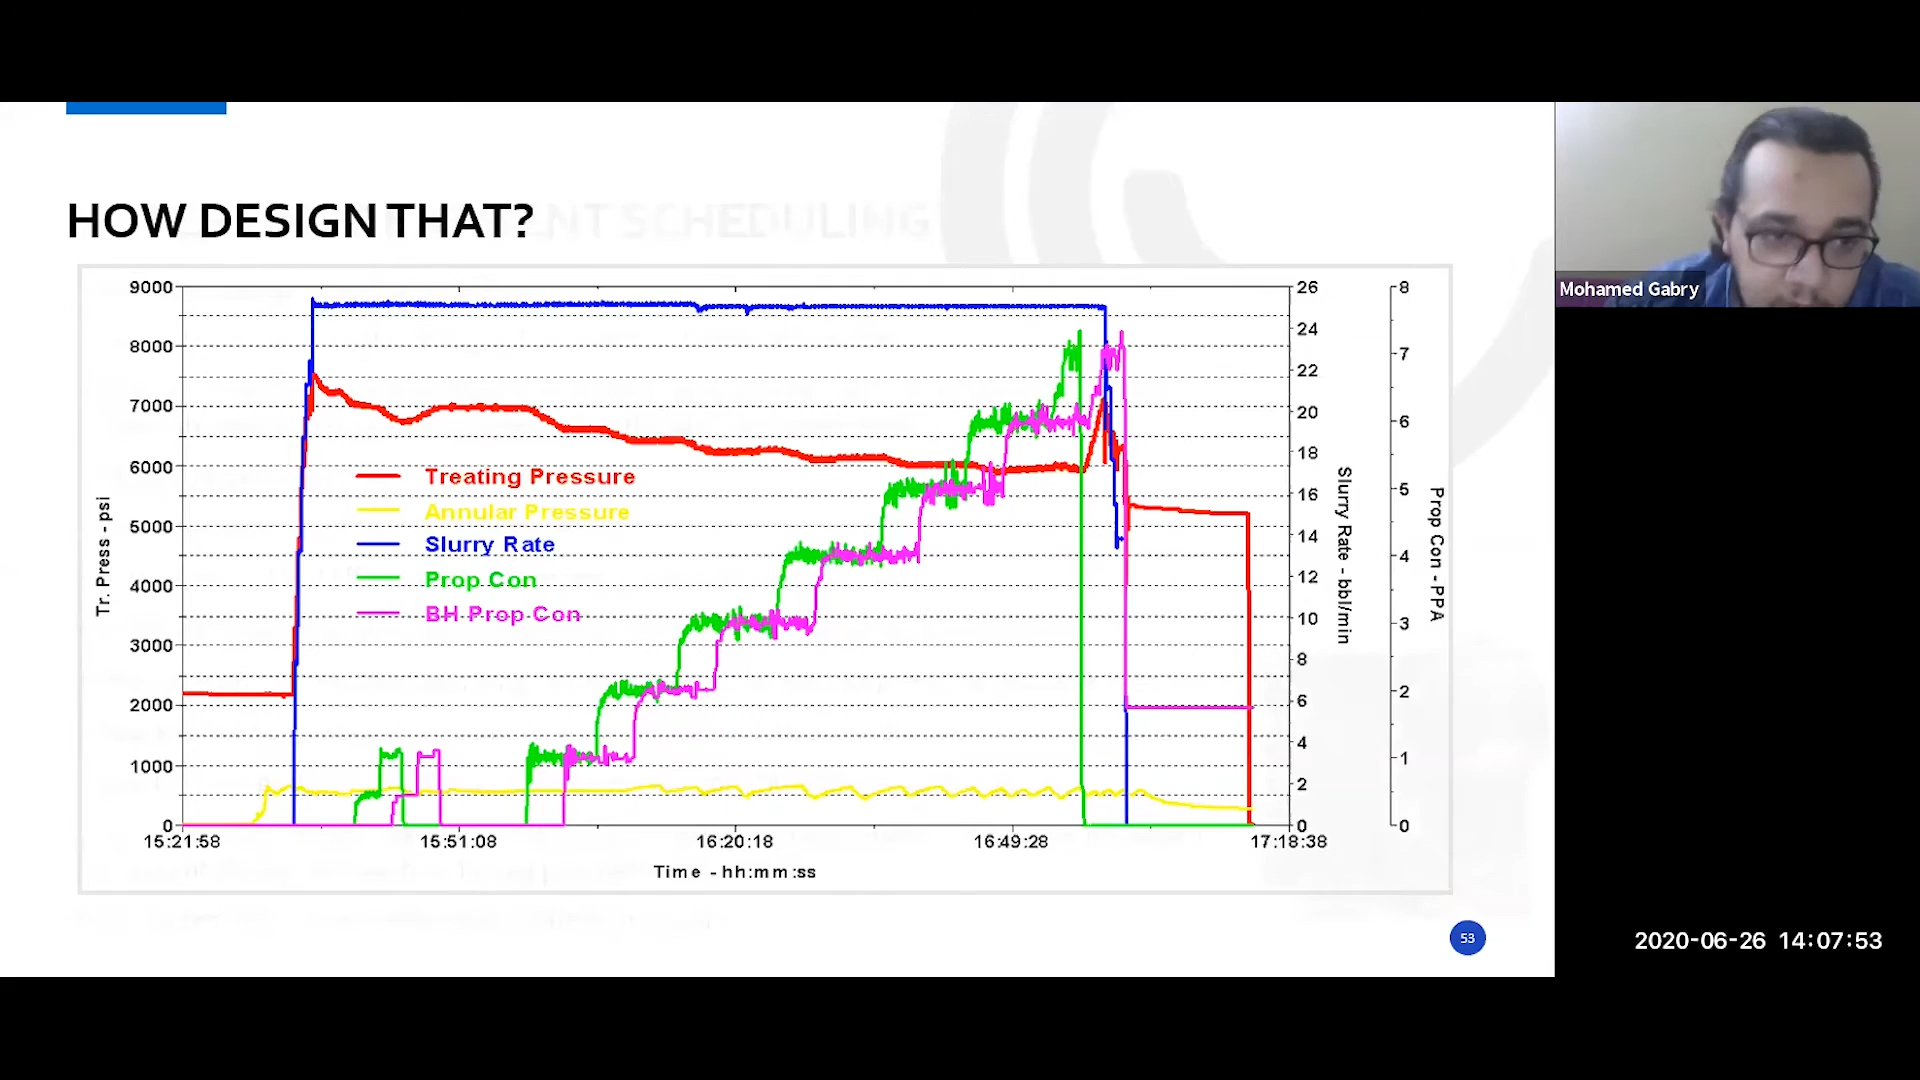 HOW DESIGN THAT?
ENT SCHEDULING
9000
8000
7000
6000
5000
4000
3000
2000
1000
0
Tr. Press - psi
Treating Pressure
Annular Pressure
Slurry Rate
Prop Con
BH Prop Con
26
24
22
20
18
16
14
12
10
8
6
4
2
0
Slurry Rate - bbl/min
8
7
6
5
4
3
2
1
0
Prop Con - PPA
15:21:58 15:51:08 16:20:18 16:49:28 17:18:38
Time - hh:mm:ss
53
Mohamed Gabry
2020-06-26 14:07:53